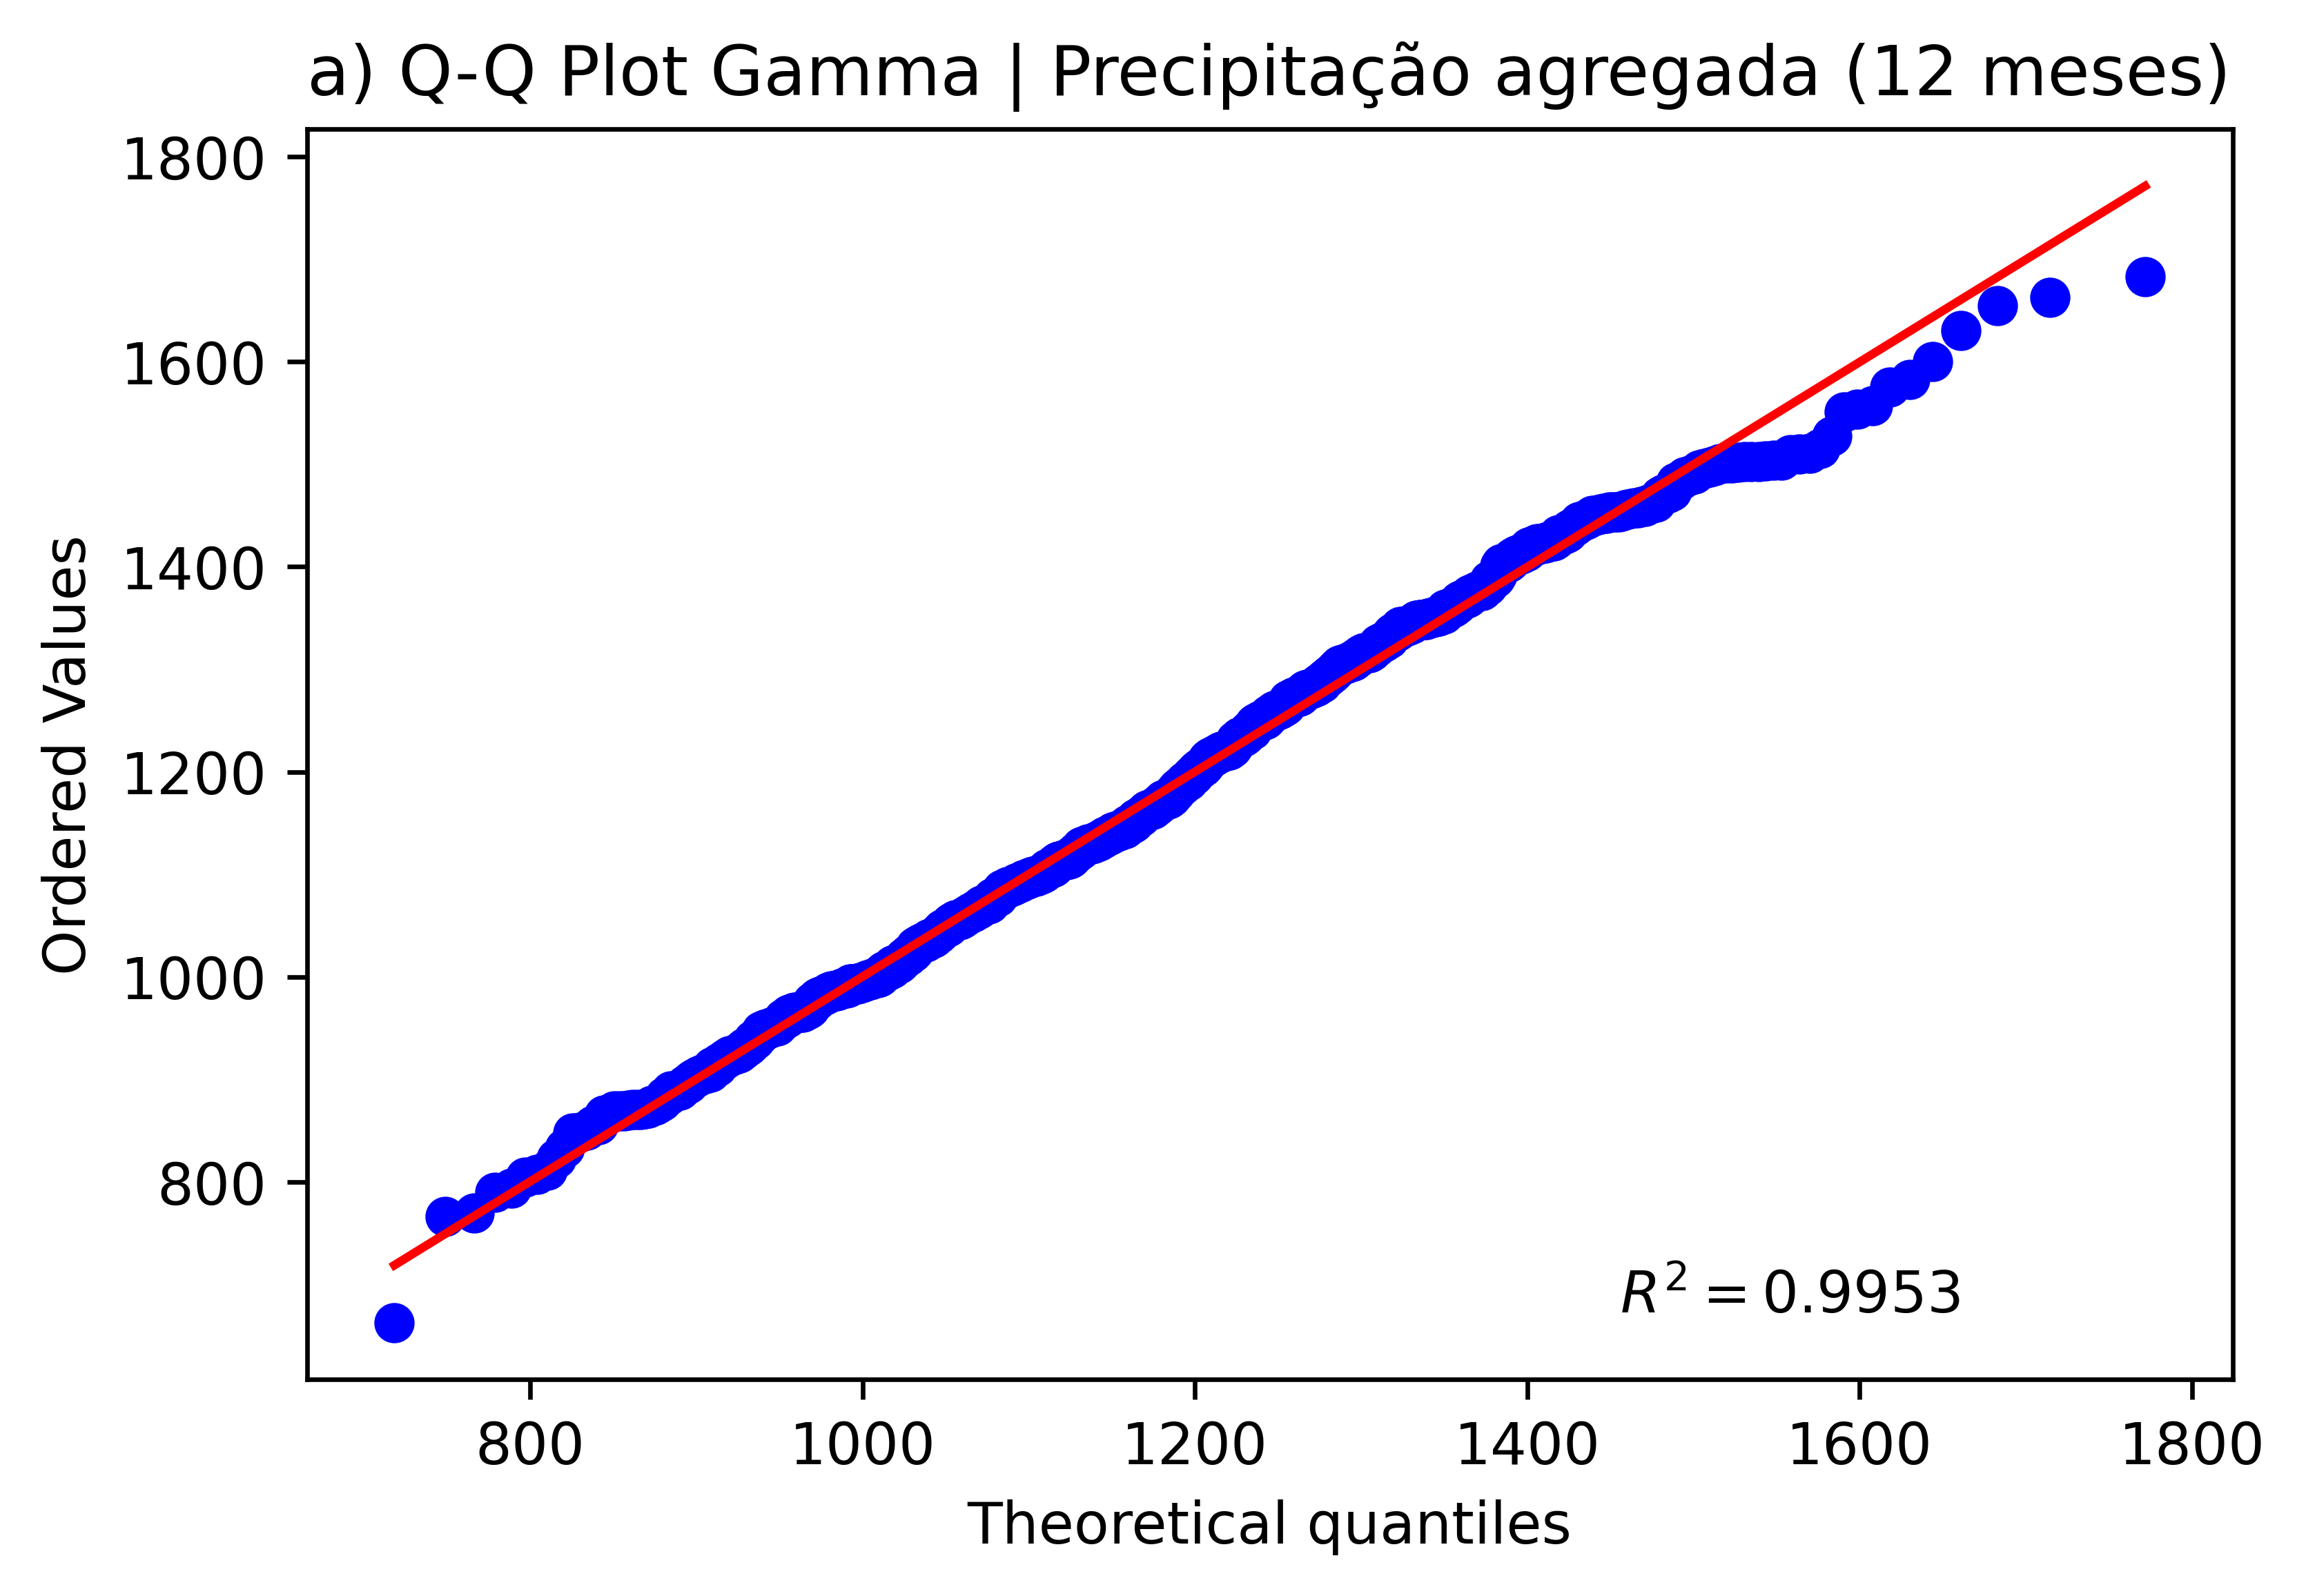 a) Q-Q Plot Gamma | Precipitação agregada (12 meses)
1800
1600
1400
1200
1000
800
Ordered Values
R² = 0.9953
800 1000 1200 1400 1600 1800
Theoretical quantiles